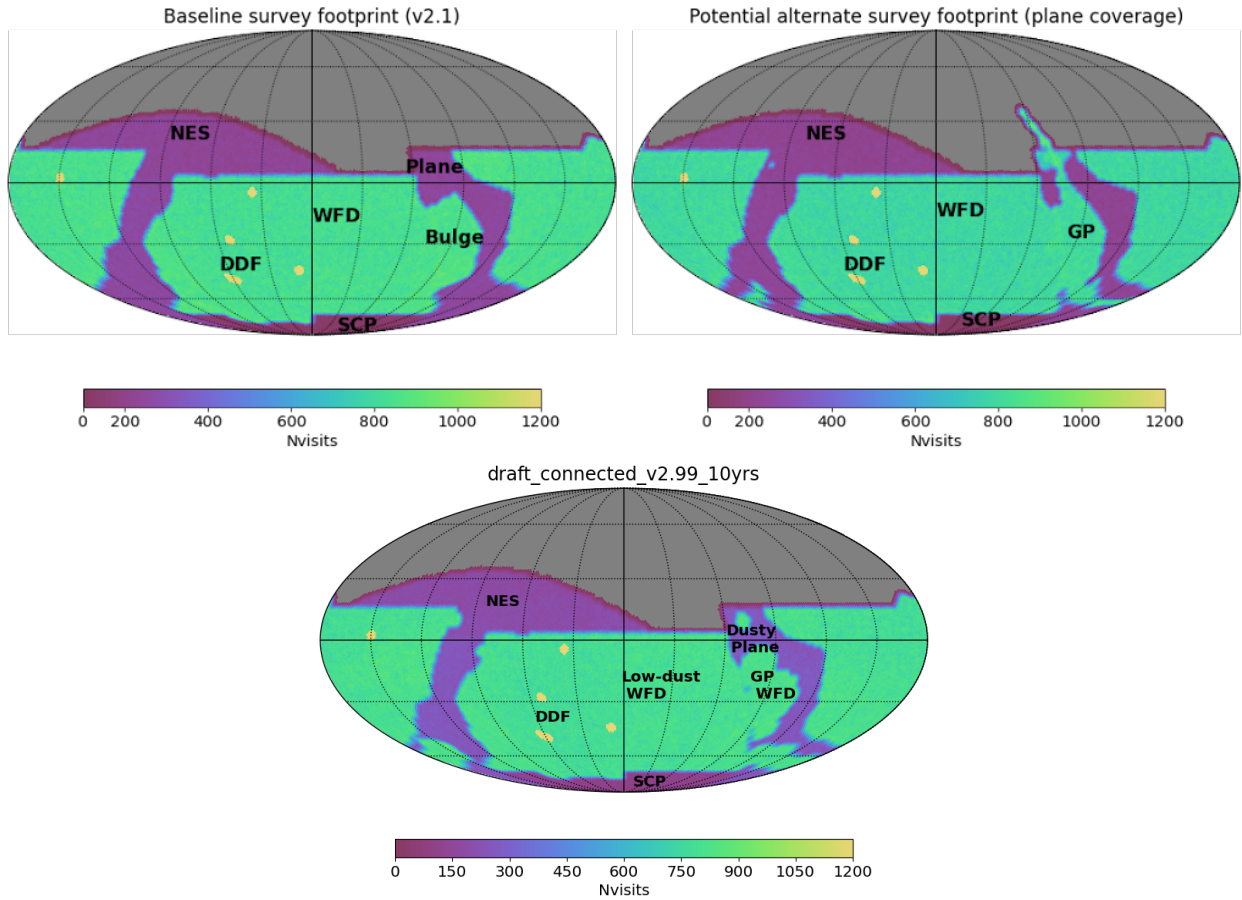 Baseline survey footprint (v2.1)
NES
Plane
WFD
Bulge
DDF
SCP
0 200 400 600 800 1000 1200
Nvisits
Potential alternate survey footprint (plane coverage)
NES
WFD
GP
DDF
SCP
0 200 400 600 800 1000 1200
Nvisits
draft_connected_v2.99_10yrs
NES
Dusty
Plane
Low-dust
WFD
GP
WFD
DDF
SCP
0 150 300 450 600 750 900 1050 1200
Nvisits